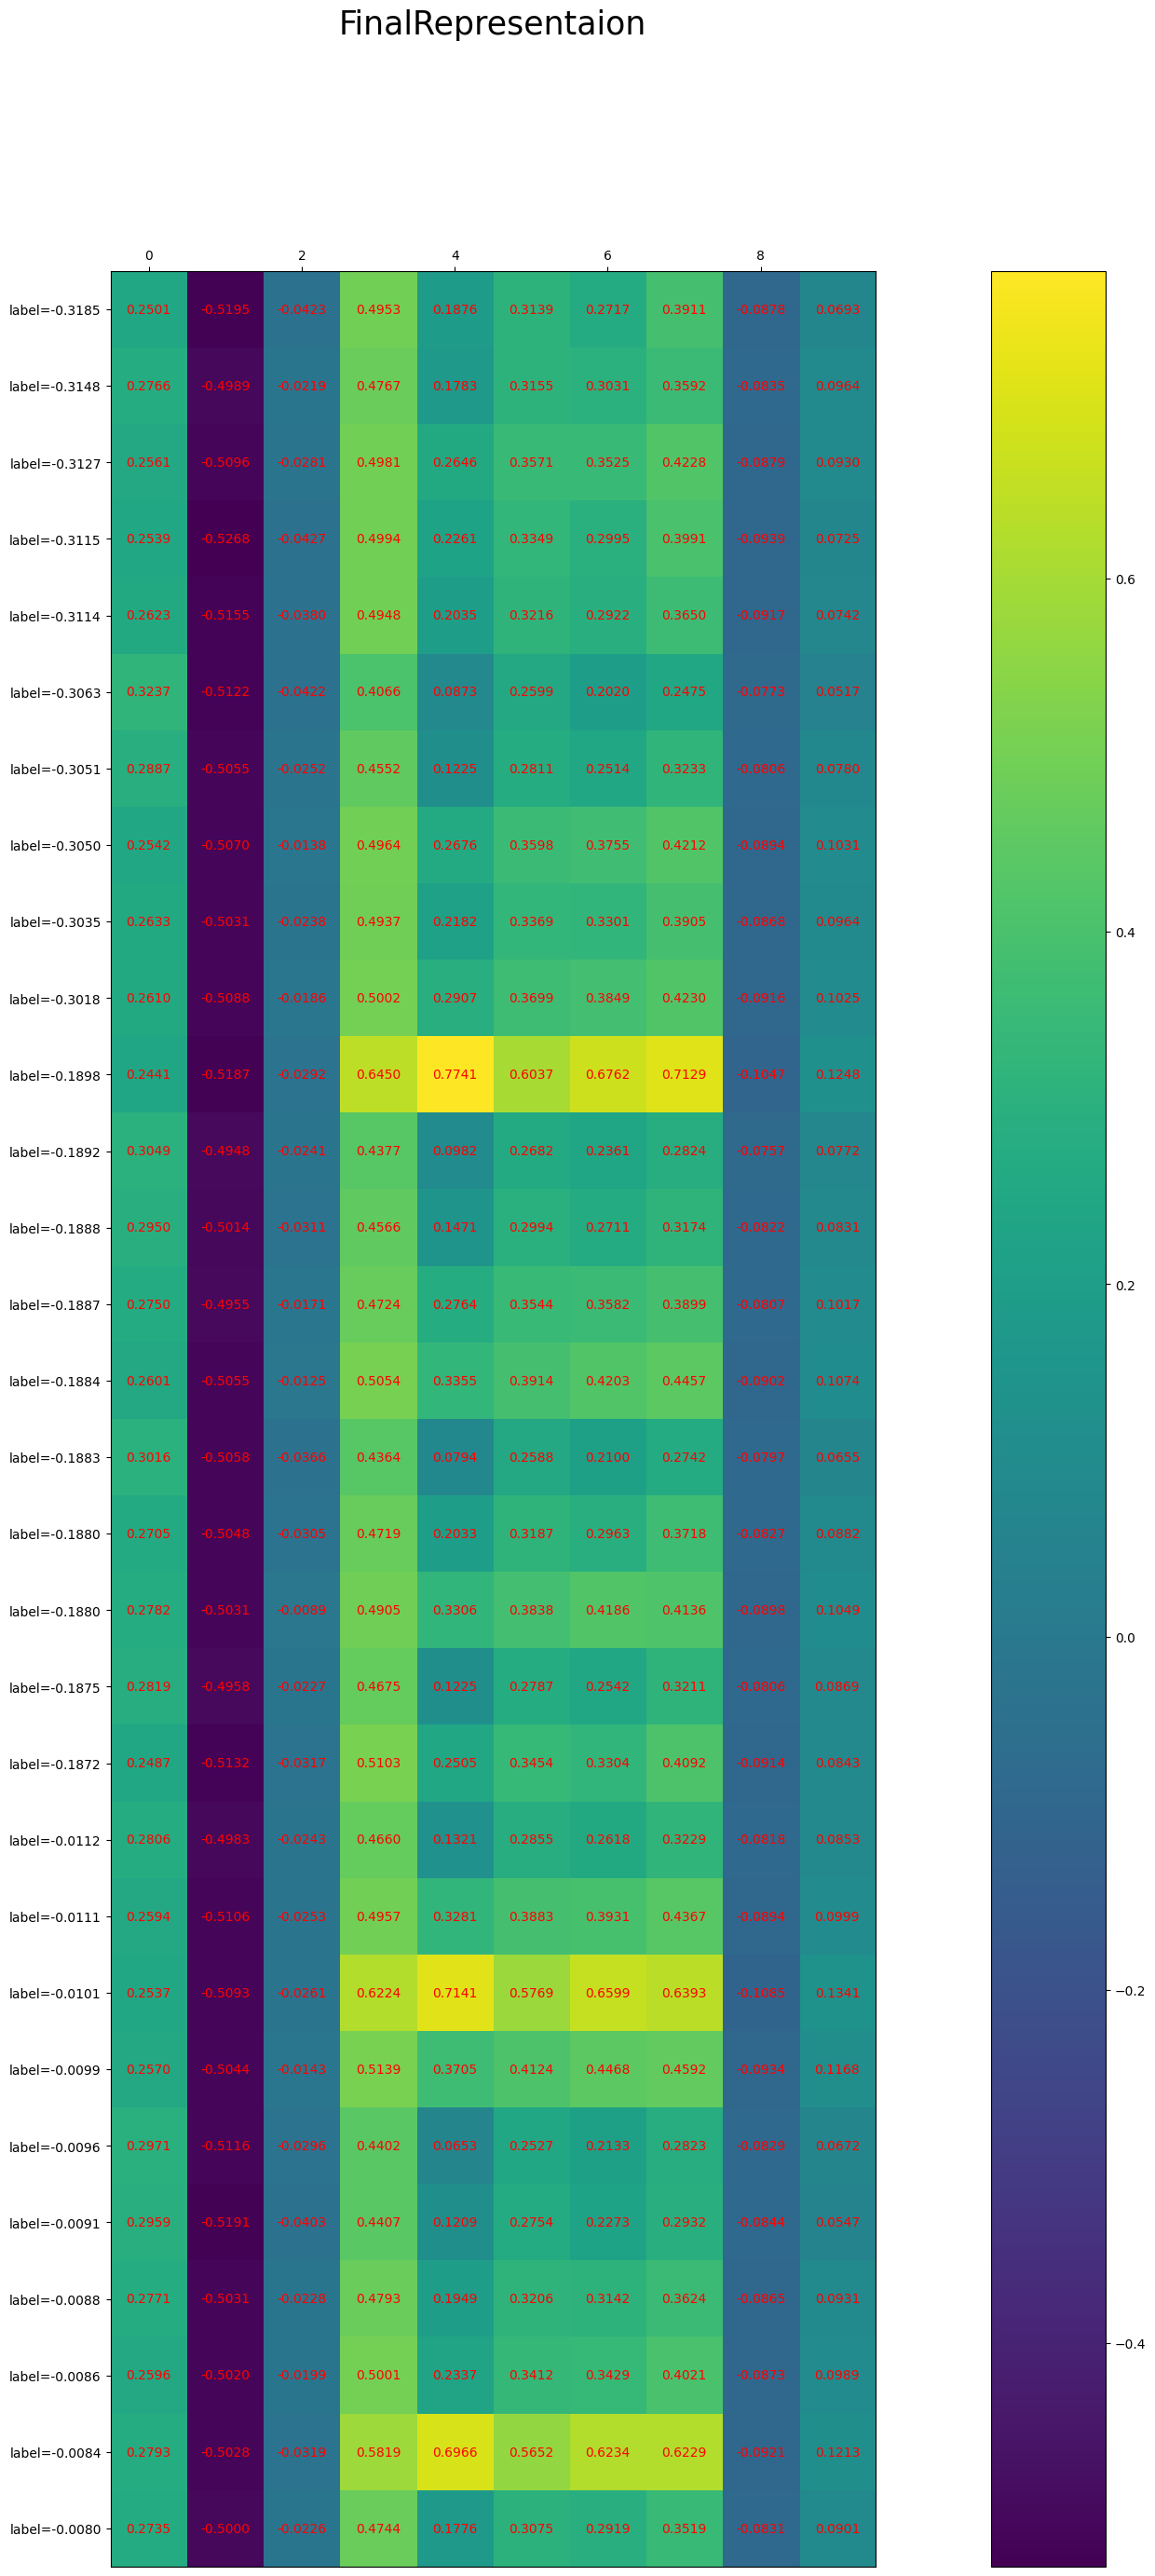 FinalRepresentaion
0 2 4 6 8
label=-0.3185 0.2501 -0.5195 -0.0423 0.4953 0.1876 0.3139 0.2717 0.3911 -0.0878 0.0693
label=-0.3148 0.2766 -0.4989 -0.0219 0.4767 0.1783 0.3155 0.3031 0.3592 -0.0835 0.0964
label=-0.3127 0.2561 -0.5096 -0.0281 0.4981 0.2646 0.3571 0.3525 0.4228 -0.0879 0.0930
label=-0.3115 0.2539 -0.5268 -0.0427 0.4994 0.2261 0.3349 0.2995 0.3991 -0.0939 0.0725
0.6
label=-0.3114 0.2623 -0.5155 -0.0380 0.4948 0.2035 0.3216 0.2922 0.3650 -0.0917 0.0742
label=-0.3063 0.3237 -0.5122 -0.0422 0.4066 0.0873 0.2599 0.2020 0.2475 -0.0773 0.0517
label=-0.3051 0.2887 -0.5055 -0.0252 0.4552 0.1225 0.2811 0.2514 0.3233 -0.0806 0.0780
label=-0.3050 0.2542 -0.5070 -0.0138 0.4964 0.2676 0.3598 0.3755 0.4212 -0.0894 0.1031
label=-0.3035 0.2633 -0.5031 -0.0238 0.4937 0.2182 0.3369 0.3301 0.3905 -0.0868 0.0964
0.4
label=-0.3018 0.2610 -0.5088 -0.0186 0.5002 0.2907 0.3699 0.3849 0.4230 -0.0916 0.1025
label=-0.1898 0.2441 -0.5187 -0.0292 0.6450 0.7741 0.6037 0.6762 0.7129 -0.1047 0.1248
label=-0.1892 0.3049 -0.4948 -0.0241 0.4377 0.0982 0.2682 0.2361 0.2824 -0.0757 0.0772
label=-0.1888 0.2950 -0.5014 -0.0311 0.4566 0.1471 0.2994 0.2711 0.3174 -0.0822 0.0831
0.2
label=-0.1887 0.2750 -0.4955 -0.0171 0.4724 0.2764 0.3544 0.3582 0.3899 -0.0807 0.1017
label=-0.1884 0.2601 -0.5055 -0.0125 0.5054 0.3355 0.3914 0.4203 0.4457 -0.0902 0.1074
label=-0.1883 0.3016 -0.5058 -0.0366 0.4364 0.0794 0.2588 0.2100 0.2742 -0.0797 0.0655
label=-0.1880 0.2705 -0.5048 -0.0305 0.4719 0.2033 0.3187 0.2963 0.3718 -0.0827 0.0882
label=-0.1880 0.2782 -0.5031 -0.0089 0.4905 0.3306 0.3838 0.4186 0.4136 -0.0898 0.1049
0.0
label=-0.1875 0.2819 -0.4958 -0.0227 0.4675 0.1225 0.2787 0.2542 0.3211 -0.0806 0.0869
label=-0.1872 0.2487 -0.5132 -0.0317 0.5103 0.2505 0.3454 0.3304 0.4092 -0.0914 0.0843
label=-0.0112 0.2806 -0.4983 -0.0243 0.4660 0.1321 0.2855 0.2618 0.3229 -0.0818 0.0853
label=-0.0111 0.2594 -0.5106 -0.0253 0.4957 0.3281 0.3883 0.3931 0.4367 -0.0894 0.0999
−0.2
label=-0.0101 0.2537 -0.5093 -0.0261 0.6224 0.7141 0.5769 0.6599 0.6393 -0.1085 0.1341
label=-0.0099 0.2570 -0.5044 -0.0143 0.5139 0.3705 0.4124 0.4468 0.4592 -0.0934 0.1168
label=-0.0096 0.2971 -0.5116 -0.0296 0.4402 0.0653 0.2527 0.2133 0.2823 -0.0829 0.0672
label=-0.0091 0.2959 -0.5191 -0.0403 0.4407 0.1209 0.2754 0.2273 0.2932 -0.0844 0.0547
label=-0.0088 0.2771 -0.5031 -0.0228 0.4793 0.1949 0.3206 0.3142 0.3624 -0.0865 0.0931
−0.4
label=-0.0086 0.2596 -0.5020 -0.0199 0.5001 0.2337 0.3412 0.3429 0.4021 -0.0873 0.0989
label=-0.0084 0.2793 -0.5028 -0.0319 0.5819 0.6966 0.5652 0.6234 0.6229 -0.0921 0.1213
label=-0.0080 0.2735 -0.5000 -0.0226 0.4744 0.1776 0.3075 0.2919 0.3519 -0.0831 0.0901